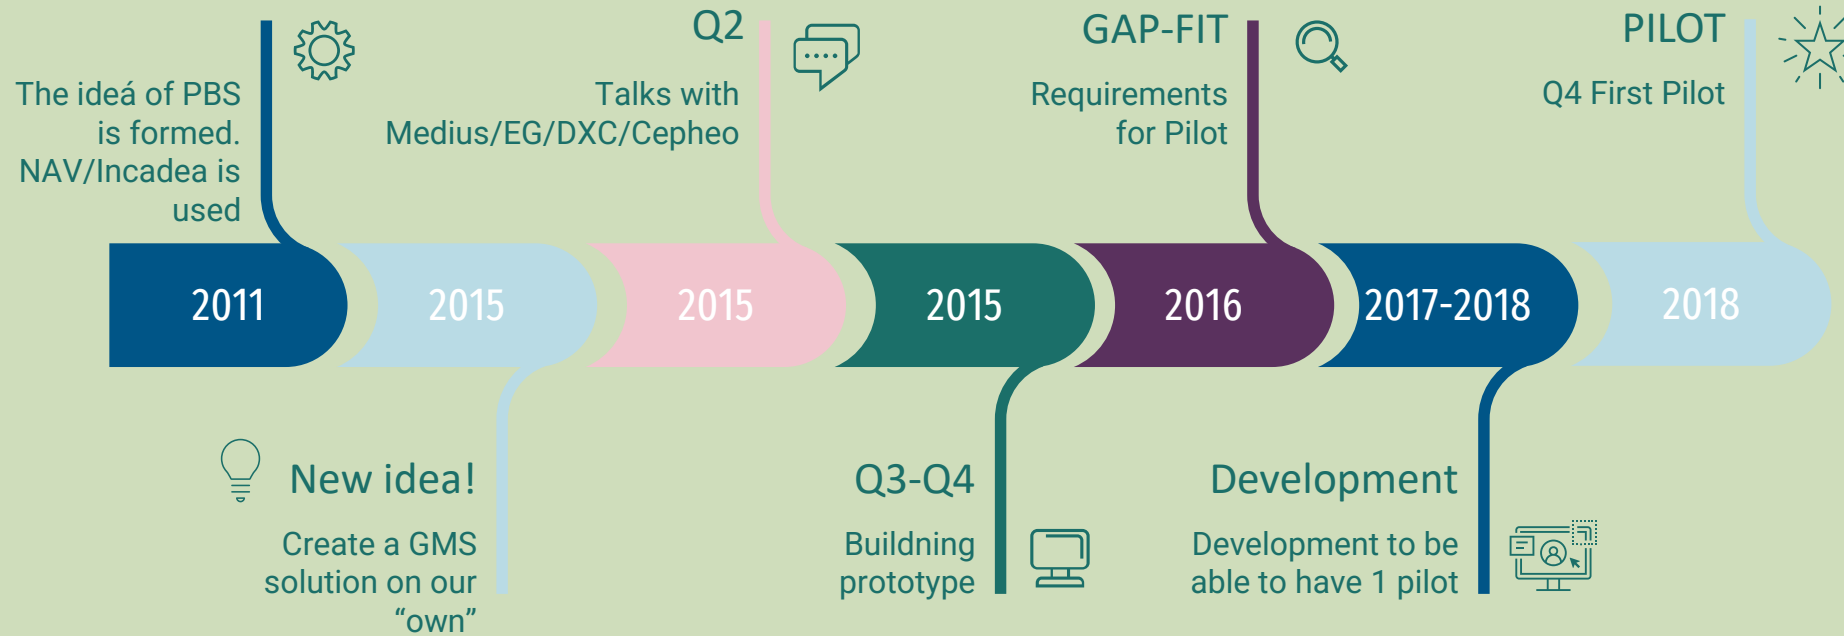 The ideá of PBS
is formed.
NAV/Incadea is
used
Q2
Talks with
Medius/EG/DXC/Cepheo
GAP-FIT
Requirements
for Pilot
PILOT
Q4 First Pilot
2011
2015
2015
2015
2016
2017-2018
2018
New idea!
Create a GMS
solution on our
“own”
Q3-Q4
Buildning
prototype
Development
Development to be
able to have 1 pilot